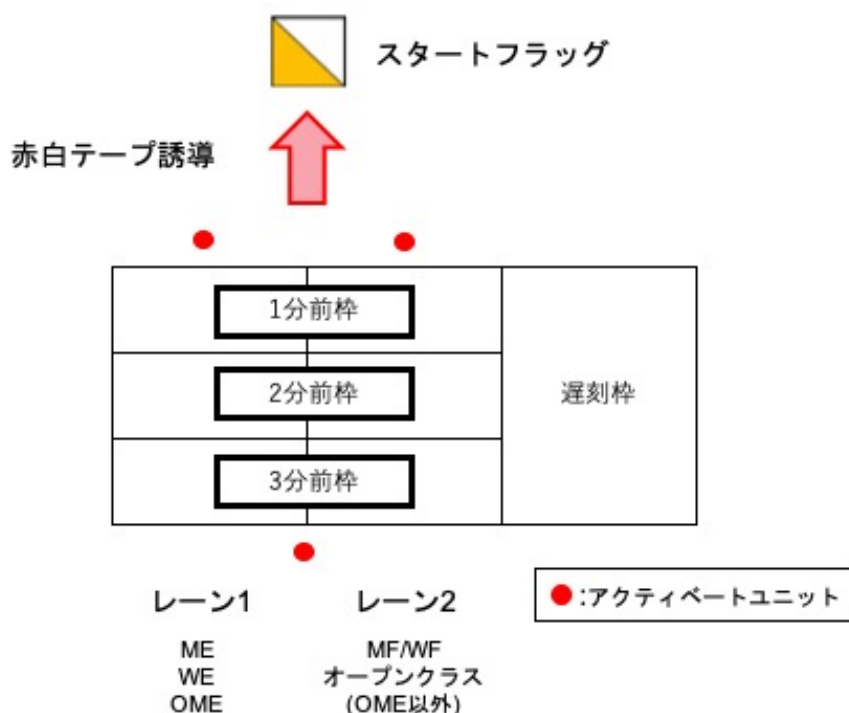 スタートフラッグ
赤白テープ誘導
1分前枠
2分前枠
遅刻枠
3分前枠
レーン1
レーン2
●:アクティベートユニット
ME
MF/WF
WE
オープンクラス
OME
(OME以外)